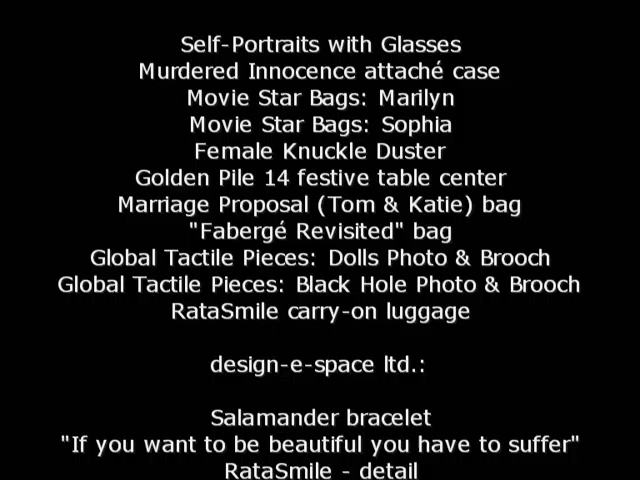 Self-Portraits with Glasses
Murdered Innocence attaché case
Movie Star Bags: Marilyn
Movie Star Bags: Sophia
Female Knuckle Duster
Golden Pile 14 festive table center
Marriage Proposal (Tom & Katie) bag
"Fabergé Revisited" bag
Global Tactile Pieces: Dolls Photo & Brooch
Global Tactile Pieces: Black Hole Photo & Brooch
RataSmile carry-on luggage
design-e-space ltd.:
Salamander bracelet
"If you want to be beautiful you have to suffer"
RataSmile - detail